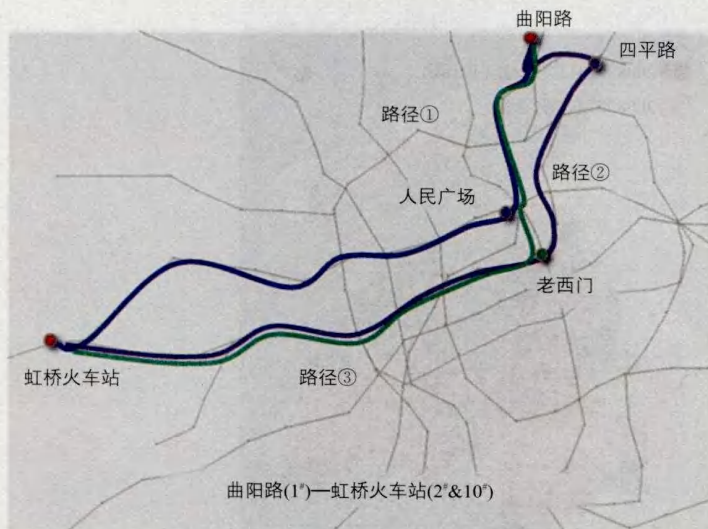 曲阳路
四平路
路径①
路径②
人民广场
老西门
虹桥火车站
路径③
曲阳路(1#)—虹桥火车站(2#&10#)